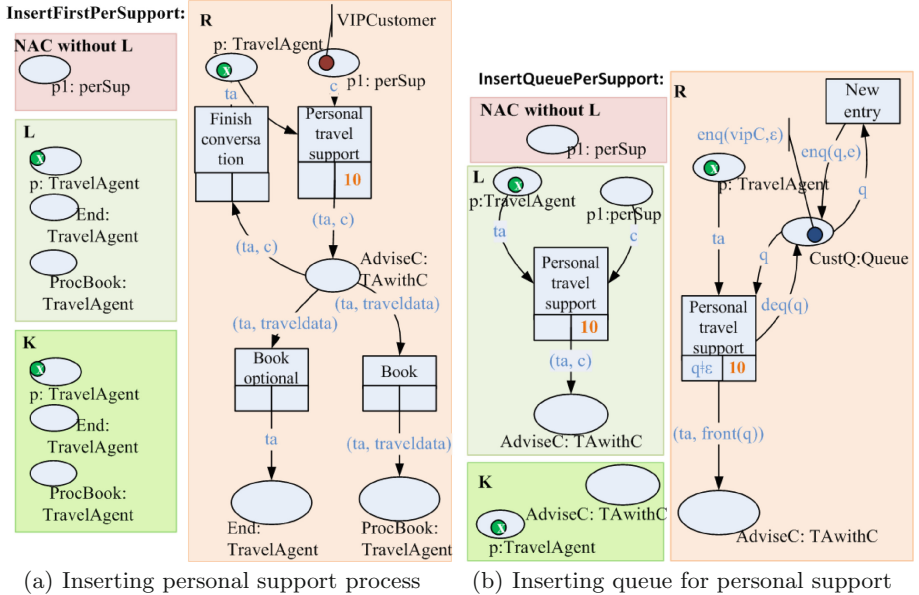 InsertFirstPerSupport:
NAC without L
p1: perSup
L
x
p: TravelAgent
End:
TravelAgent
ProcBook:
TravelAgent
K
x
p: TravelAgent
End:
TravelAgent
ProcBook:
TravelAgent
R
VIPCustomer
p: TravelAgent
x
p1: perSup
ta
c
Finish
conversa
tion
Personal
travel
support
10
(ta, c)
(ta, c)
AdviseC:
TAwithC
(ta, traveldata)
(ta, traveldata)
Book
optional
Book
ta
(ta, traveldata)
End:
TravelAgent
ProcBook:
TravelAgent
(a) Inserting personal support process
InsertQueuePerSupport:
NAC without L
p1: perSup
L
x
p:TravelAgent
p1:perSup
ta
c
Personal
travel
support
10
(ta, c)
AdviseC: TAwithC
K
AdviseC: TAwithC
x
p:TravelAgent
R
New
entry
enq(vipC,ε)
enq(q,e)
x
p: TravelAgent
q
ta
CustQ:Queue
q
Personal
travel
support
deq(q)
q‡ε
10
(ta, front(q))
AdviseC: TAwithC
(b) Inserting queue for personal support